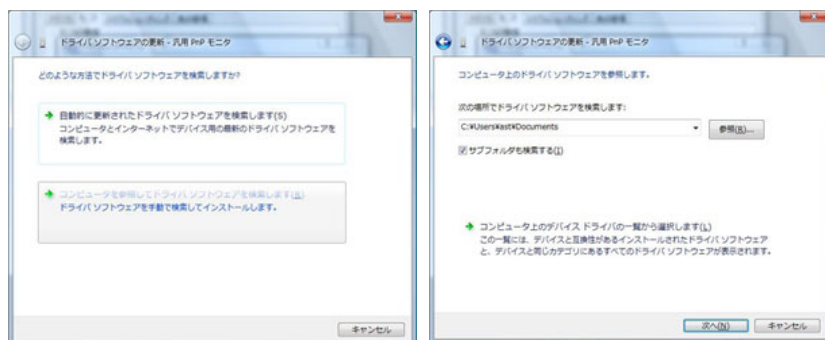 ドライバ ソフトウェアの更新 - 汎用 PnP モニタ
どのような方法でドライバ ソフトウェアを検索しますか?
自動的に更新されたドライバ ソフトウェアを検索します(S)
コンピュータとインターネットでデバイス用の最新のドライバ ソフトウェアを
検索します。
コンピュータを参照してドライバ ソフトウェアを検索します(R)
ドライバ ソフトウェアを手動で検索してインストールします。
キャンセル
ドライバ ソフトウェアの更新 - 汎用 PnP モニタ
コンピュータ上のドライバ ソフトウェアを参照します。
次の場所でドライバ ソフトウェアを検索します:
C:¥Users¥ast¥Documents
参照(R)...
サブフォルダも検索する(I)
コンピュータ上のデバイス ドライバの一覧から選択します(L)
この一覧には、デバイスと互換性があるインストールされたドライバ ソフトウェア
と、デバイスと同じカテゴリにあるすべてのドライバ ソフトウェアが表示されます。
次へ(N)
キャンセル